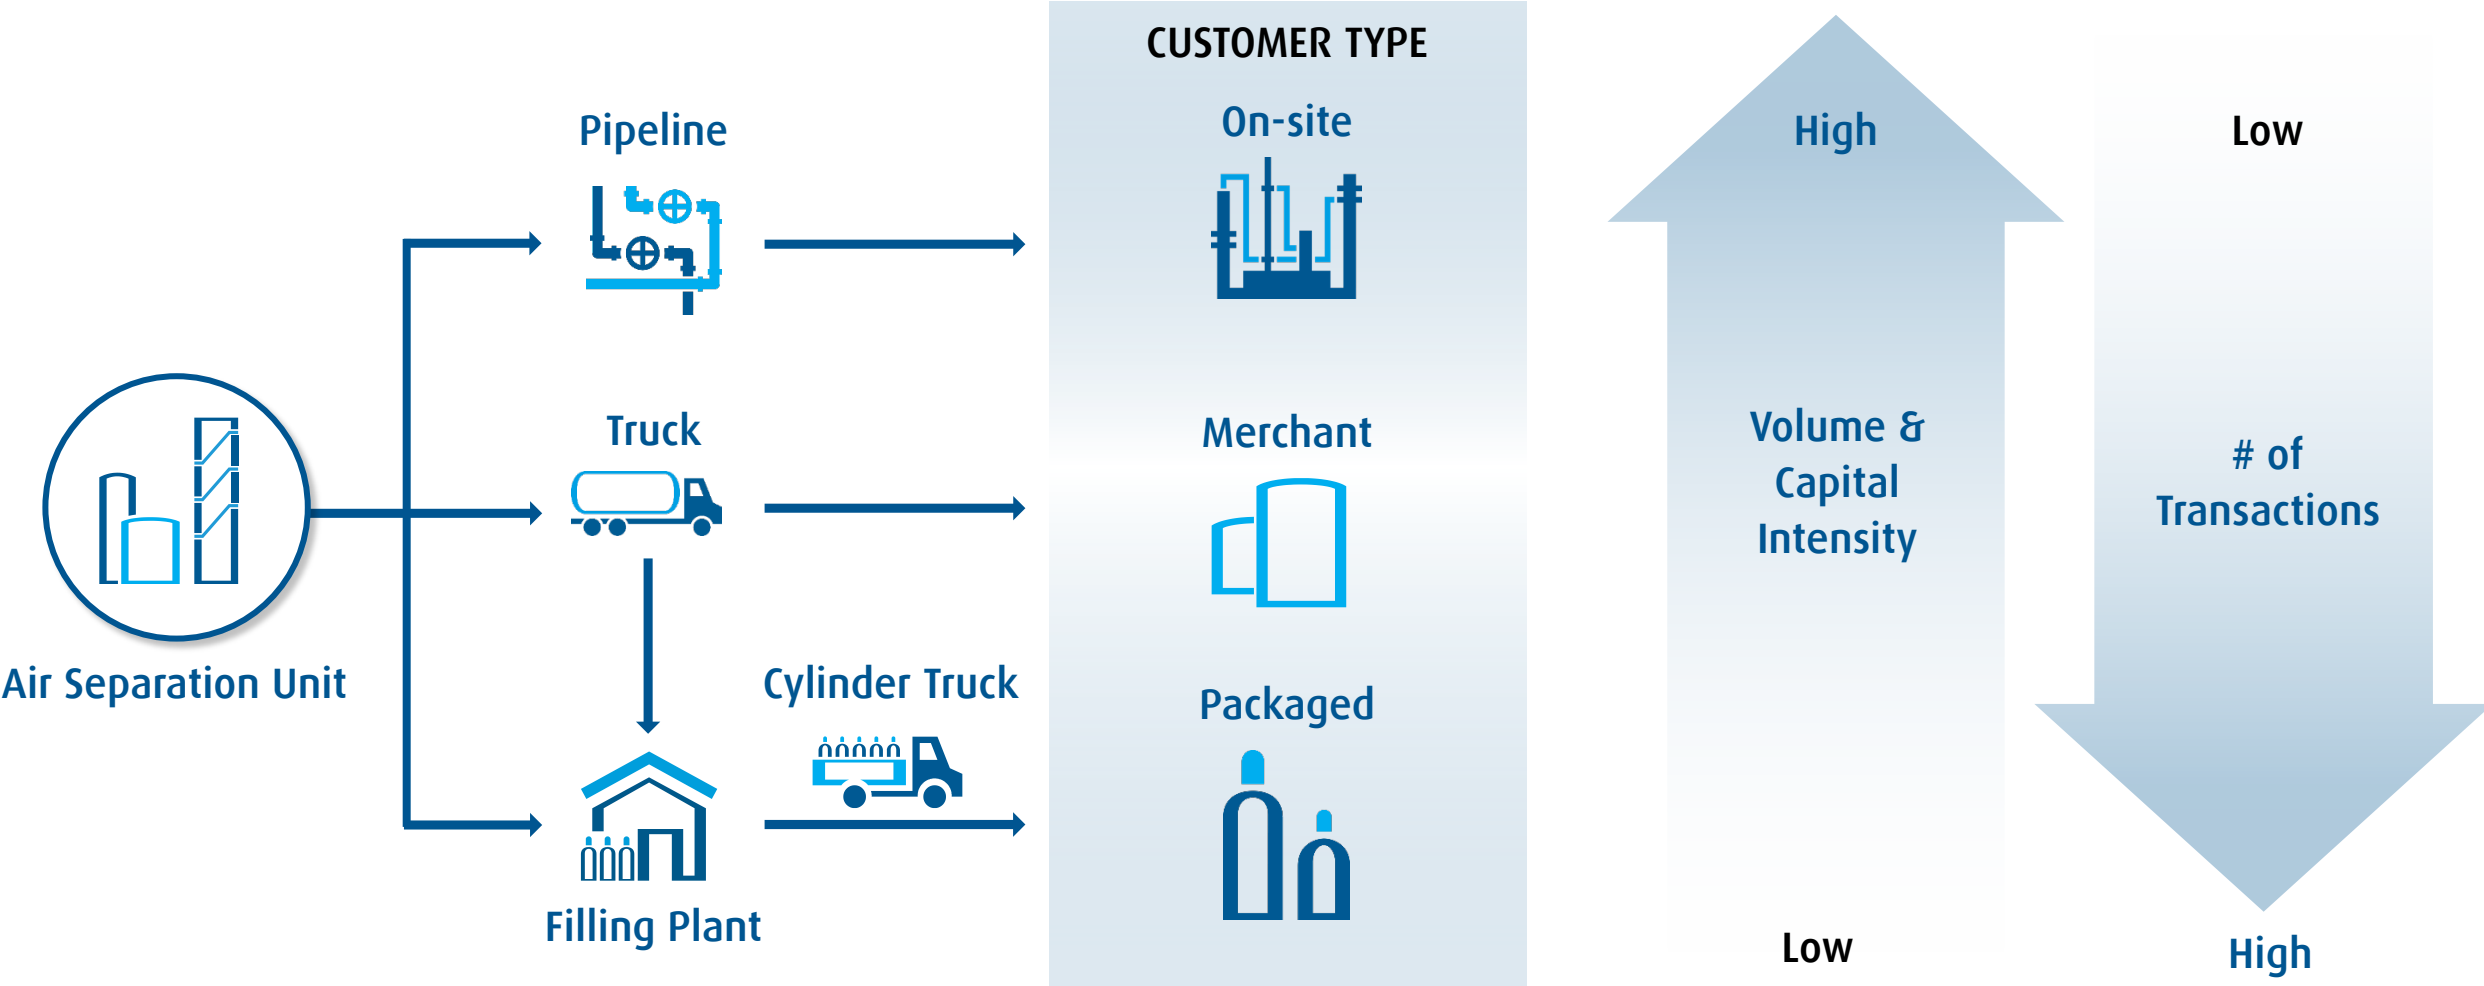 CUSTOMER TYPE
Pipeline
On-site
High
Low
Truck
Merchant
Volume &
Capital
Intensity
# of
Transactions
Air Separation Unit
Cylinder Truck
Packaged
Filling Plant
Low
High